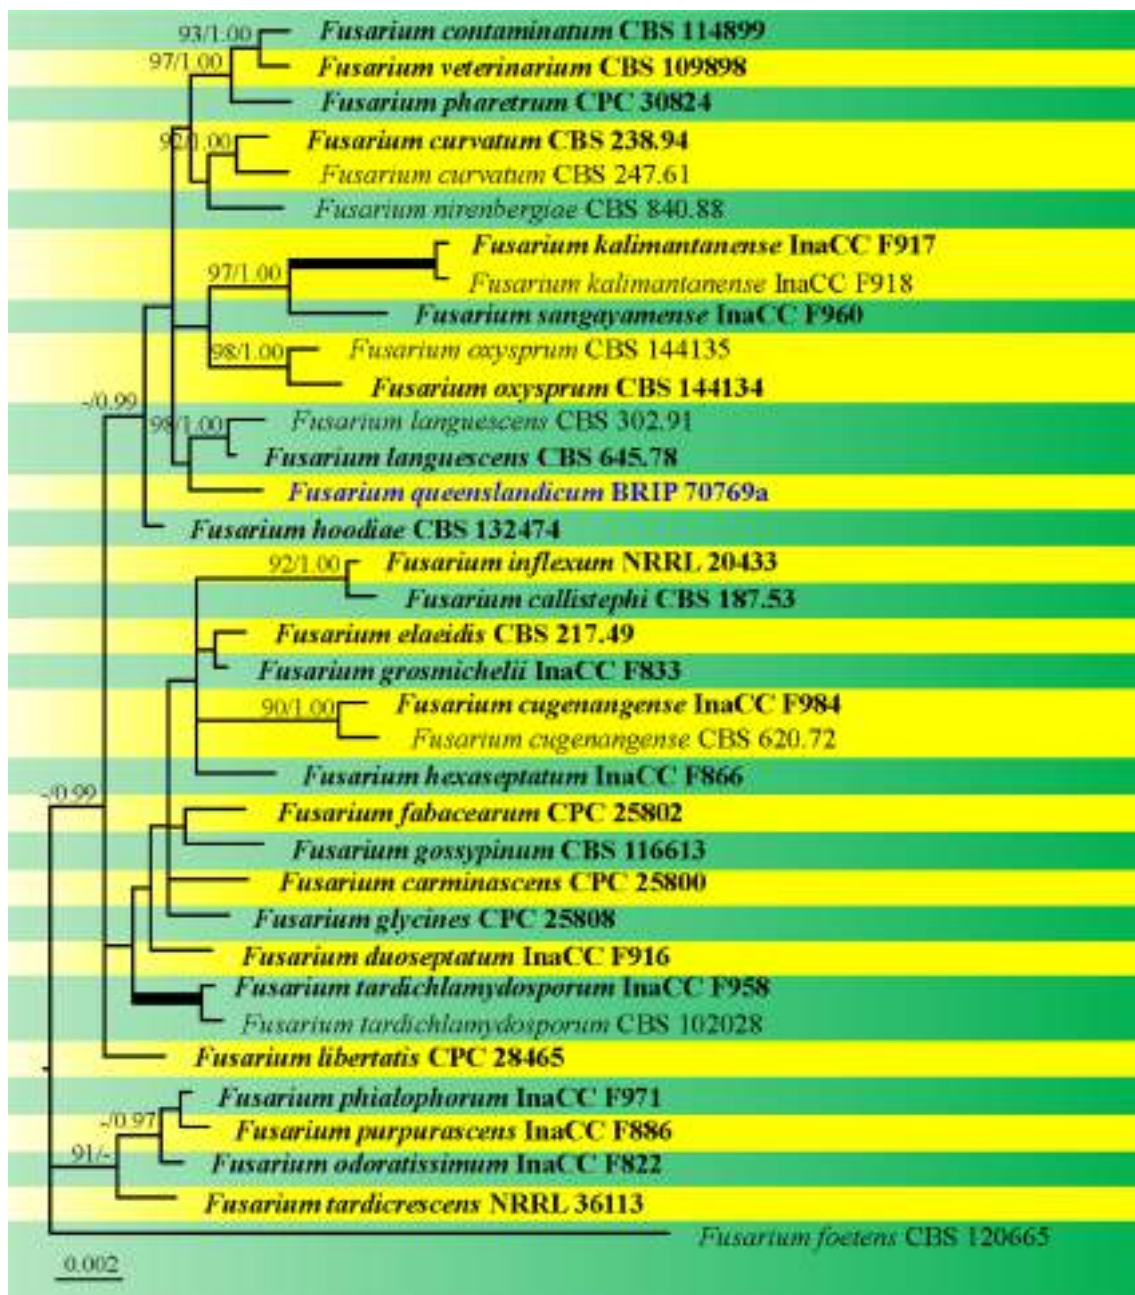 93/1.00
Fusarium contaminatum CBS 114899
97/1.00
Fusarium veterinarium CBS 109898
Fusarium pharetrum CPC 30824
92/1.00
Fusarium curvatum CBS 238.94
Fusarium curvatum CBS 247.61
Fusarium nirenbergiae CBS 840.88
Fusarium kalimantanense InaCC F917
97/1.00
Fusarium kalimantanense InaCC F918
Fusarium sangayamense InaCC F960
98/1.00
Fusarium oxysprum CBS 144135
Fusarium oxysprum CBS 144134
-/0.99
98/1.00
Fusarium languescens CBS 302.91
Fusarium languescens CBS 645.78
Fusarium queenslandicum BRIP 70769a
Fusarium hoodiae CBS 132474
92/1.00
Fusarium inflexum NRRL 20433
Fusarium callistephi CBS 187.53
Fusarium elaeidis CBS 217.49
Fusarium grosmichelii InaCC F833
90/1.00
Fusarium cugenangense InaCC F984
Fusarium cugenangense CBS 620.72
Fusarium hexaseptatum InaCC F866
-/0.99
Fusarium fabacearum CPC 25802
Fusarium gossypinum CBS 116613
Fusarium carminascens CPC 25800
Fusarium glycines CPC 25808
Fusarium duoseptatum InaCC F916
Fusarium tardichlamydosporum InaCC F958
Fusarium tardichlamydosporum CBS 102028
Fusarium libertatis CPC 28465
Fusarium phialophorum InaCC F971
-/0.97
Fusarium purpurascens InaCC F886
91/-
Fusarium odoratissimum InaCC F822
Fusarium tardicrescens NRRL 36113
Fusarium foetens CBS 120665
0.002